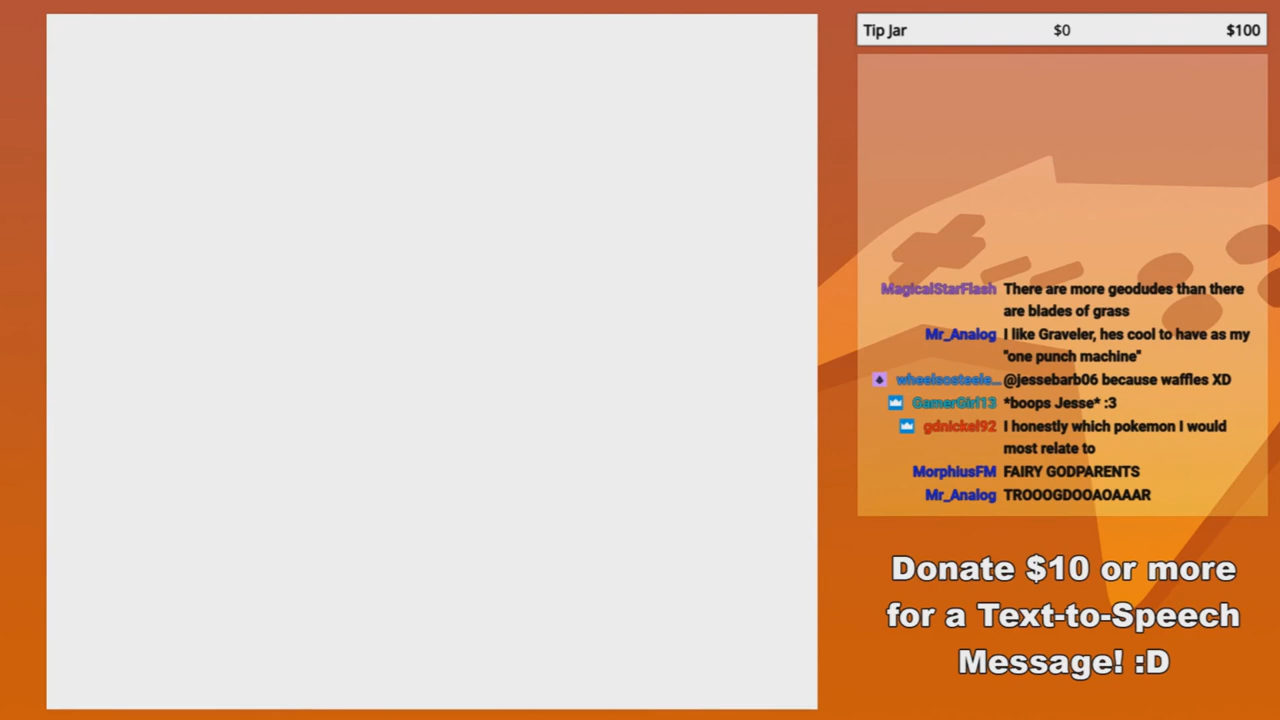 Tip Jar $0 $100
MagicalStarFlash There are more geodudes than there
are blades of grass
Mr_Analog I like Graveler, hes cool to have as my
"one punch machine"
wheelsosteele... @jessebarb06 because waffles XD
GamerGirl13 *boops Jesse* :3
gdnickel92 I honestly which pokemon I would
most relate to
MorphiusFM FAIRY GODPARENTS
Mr_Analog TROOOGDOOAOAAAR
Donate $10 or more
for a Text-to-Speech
Message! :D